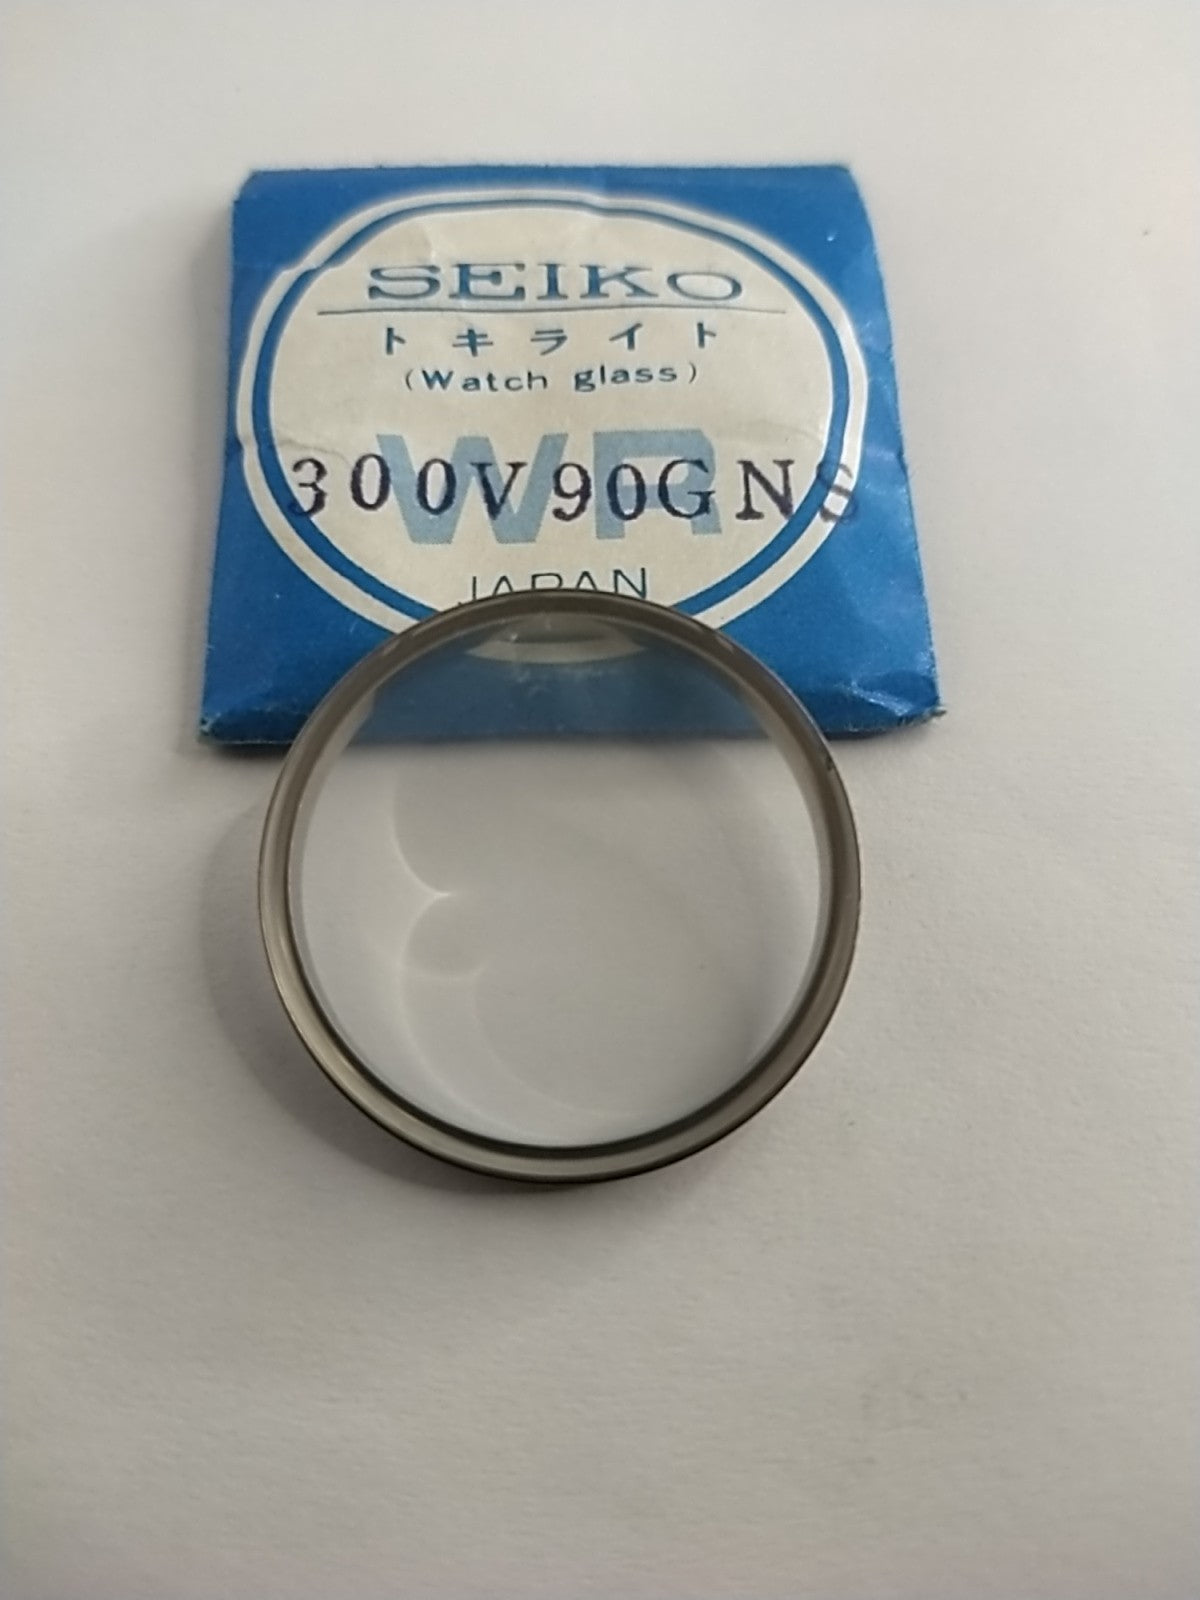 SEIKO
トキライト
(Watch glass)
WR
300V90GNS
JAPAN